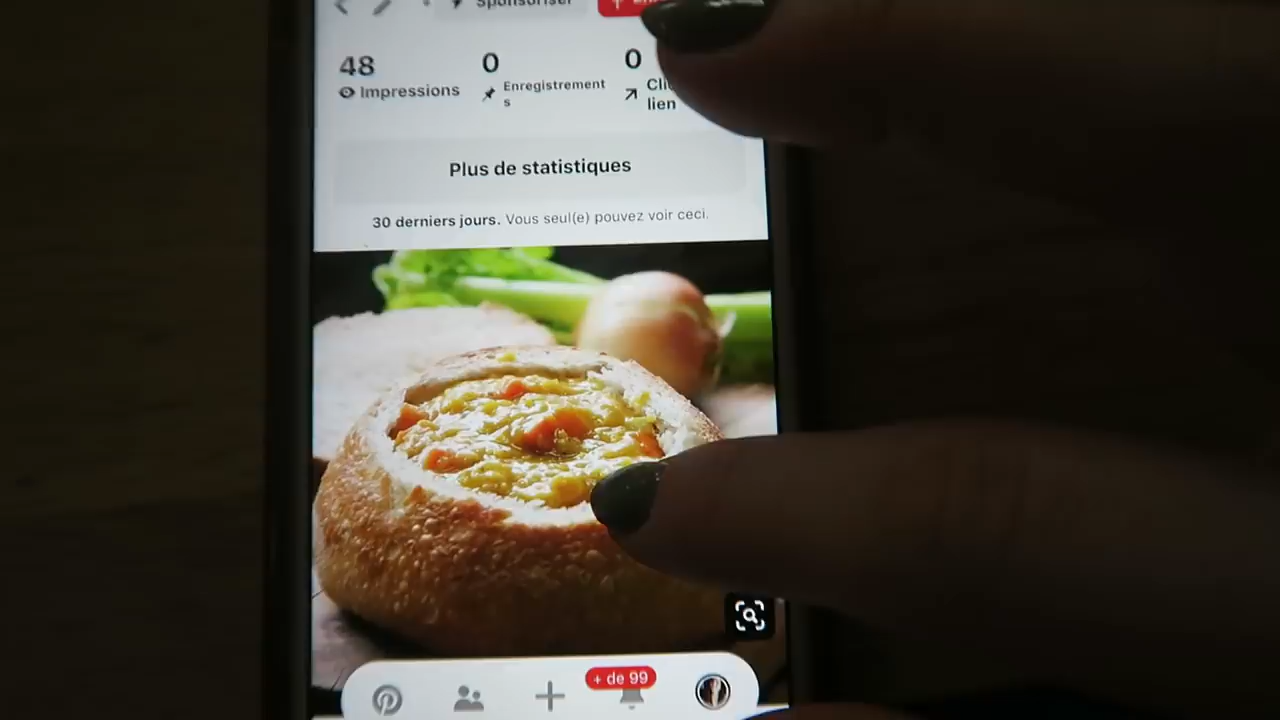 Sponsoriser
48
Impressions
0
Enregistrement
s
0
lien
Plus de statistiques
30 derniers jours. Vous seul(e) pouvez voir ceci.
+ de 99